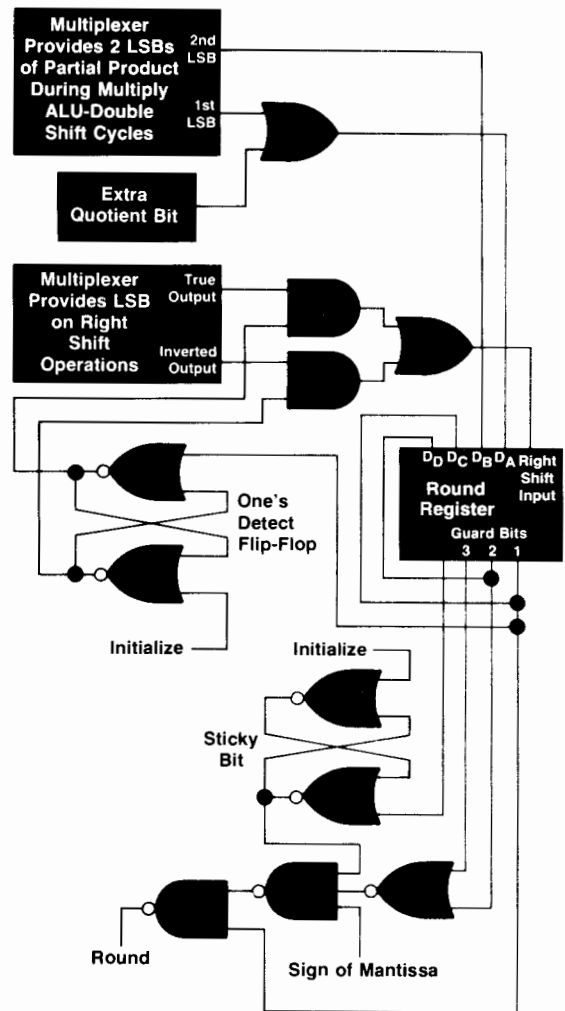 Multiplexer
Provides 2 LSBs
of Partial Product
During Multiply
ALU-Double
Shift Cycles
2nd
LSB
1st
LSB
Extra
Quotient Bit
Multiplexer
Provides LSB
on Right
Shift
Operations
True
Output
Inverted
Output
DD DC DB DA Right
Shift
Input
Round
Register
Guard Bits
3 2 1
One's
Detect
Flip-Flop
Initialize
Initialize
Sticky
Bit
Round
Sign of Mantissa